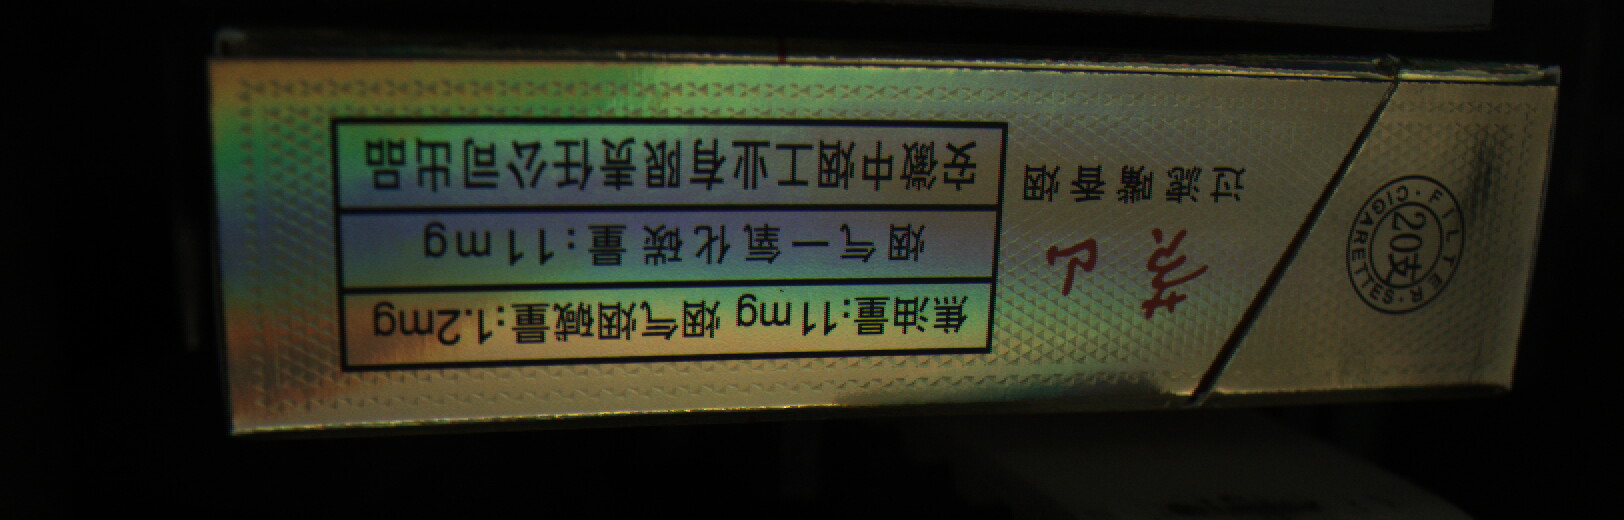 FILTER · CIGARETTES ·
20支
黄山
过滤嘴香烟
焦油量:11mg 烟气烟碱量:1.2mg
烟气一氧化碳量:11mg
安徽中烟工业有限责任公司出品